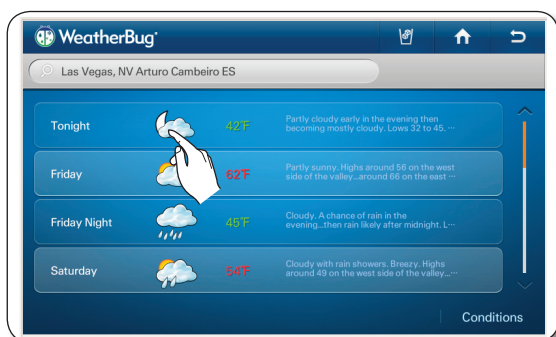 WeatherBug
Las Vegas, NV Arturo Cambeiro ES
Tonight
42°F
Partly cloudy early in the evening then
becoming mostly cloudy. Lows 32 to 45. ···
Friday
62°F
Partly sunny. Highs around 56 on the west
side of the valley...around 66 on the east ···
Friday Night
45°F
Cloudy. A chance of rain in the
evening...then rain likely after midnight. L···
Saturday
54°F
Cloudy with rain showers. Breezy. Highs
around 49 on the west side of the valley...···
Conditions